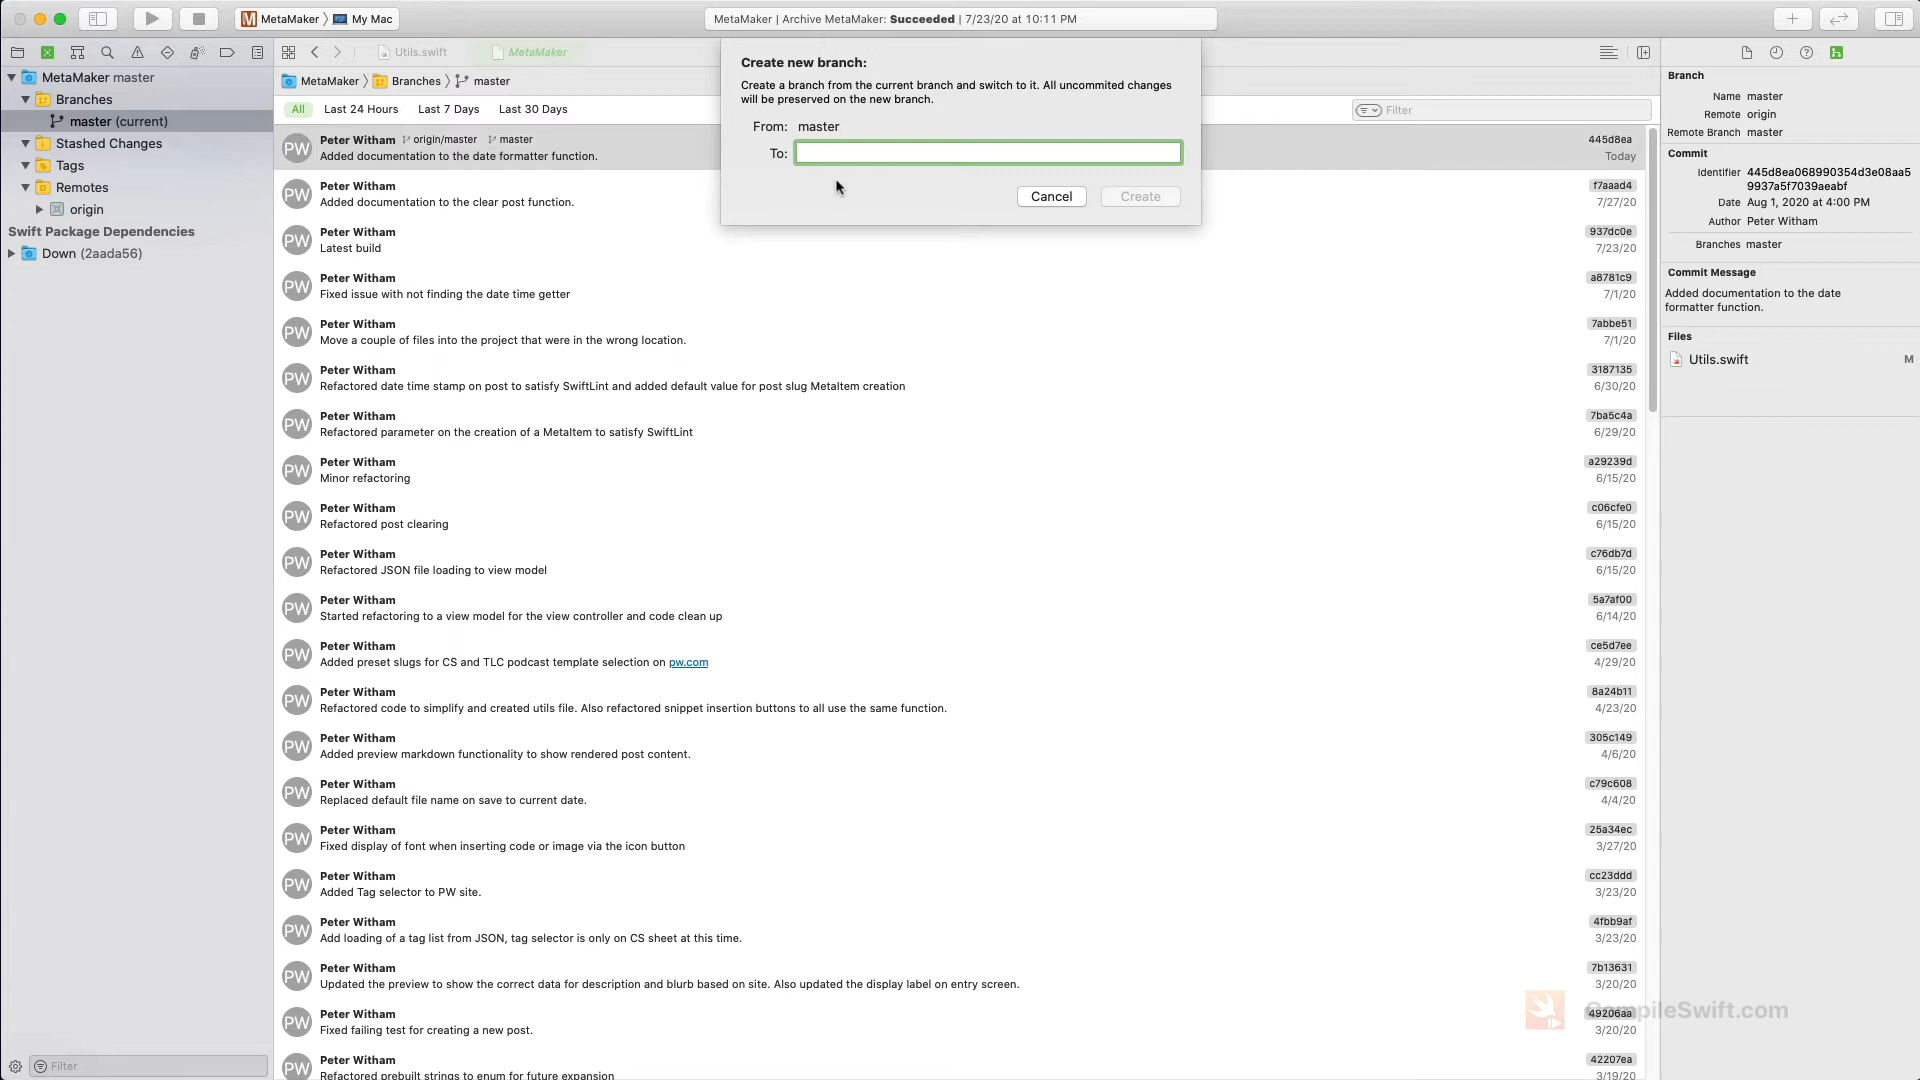 MetaMaker My Mac
MetaMaker | Archive MetaMaker: Succeeded | 7/23/20 at 10:11 PM
Utils.swift
MetaMaker
MetaMaker Branches master
All Last 24 Hours Last 7 Days Last 30 Days
Filter
MetaMaker master
Branches
master (current)
Stashed Changes
Tags
Remotes
origin
Swift Package Dependencies
Down (2aada56)
Filter
Create new branch:
Create a branch from the current branch and switch to it. All uncommited changes
will be preserved on the new branch.
From: master
To:
Cancel Create
PW Peter Witham origin/master master 445d8ea
Added documentation to the date formatter function. Today
PW Peter Witham f7aaad4
Added documentation to the clear post function. 7/27/20
PW Peter Witham 937dc0e
Latest build 7/23/20
PW Peter Witham a8781c9
Fixed issue with not finding the date time getter 7/1/20
PW Peter Witham 7abbe51
Move a couple of files into the project that were in the wrong location. 7/1/20
PW Peter Witham 3187135
Refactored date time stamp on post to satisfy SwiftLint and added default value for post slug MetaItem creation 6/30/20
PW Peter Witham 7ba5c4a
Refactored parameter on the creation of a MetaItem to satisfy SwiftLint 6/29/20
PW Peter Witham a29239d
Minor refactoring 6/15/20
PW Peter Witham c06cfe0
Refactored post clearing 6/15/20
PW Peter Witham c76db7d
Refactored JSON file loading to view model 6/15/20
PW Peter Witham 5a7af00
Started refactoring to a view model for the view controller and code clean up 6/14/20
PW Peter Witham ce5d7ee
Added preset slugs for CS and TLC podcast template selection on pw.com 4/29/20
PW Peter Witham 8a24b11
Refactored code to simplify and created utils file. Also refactored snippet insertion buttons to all use the same function. 4/23/20
PW Peter Witham 305c149
Added preview markdown functionality to show rendered post content. 4/6/20
PW Peter Witham c79c608
Replaced default file name on save to current date. 4/4/20
PW Peter Witham 25a34ec
Fixed display of font when inserting code or image via the icon button 3/27/20
PW Peter Witham cc23ddd
Added Tag selector to PW site. 3/23/20
PW Peter Witham 4fbb9af
Add loading of a tag list from JSON, tag selector is only on CS sheet at this time. 3/23/20
PW Peter Witham 7b13631
Updated the preview to show the correct data for description and blurb based on site. Also updated the display label on entry screen. 3/20/20
PW Peter Witham 49206aa
Fixed failing test for creating a new post. 3/20/20
PW Peter Witham 42207ea
Refactored prebuilt strings to enum for future expansion 3/19/20
Branch
Name master
Remote origin
Remote Branch master
Commit
Identifier 445d8ea068990354d3e08aa5
9937a5f7039aeabf
Date Aug 1, 2020 at 4:00 PM
Author Peter Witham
Branches master
Commit Message
Added documentation to the date
formatter function.
Files
Utils.swift M
CompileSwift.com